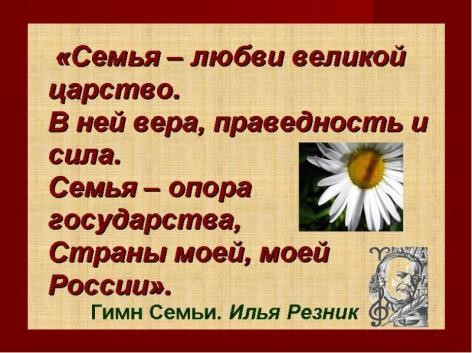 «Семья – любви великой
царство.
В ней вера, праведность и
сила.
Семья – опора
государства,
Страны моей, моей
России».
Гимн Семьи. Илья Резник